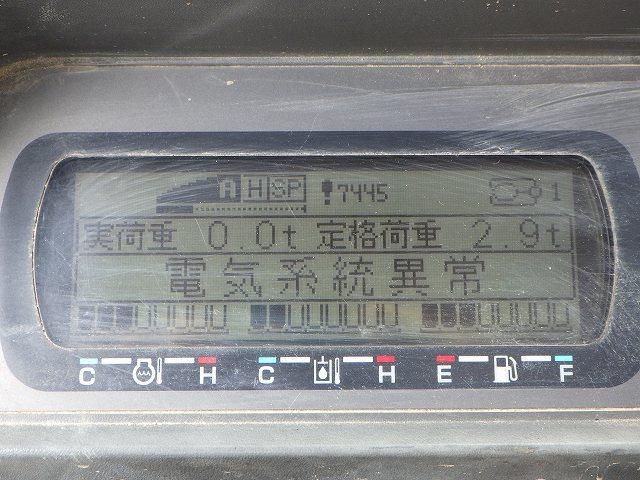 A H SP !7445 1
実荷重 0.0t 定格荷重 2.9t
電気系統異常
C H C H E F